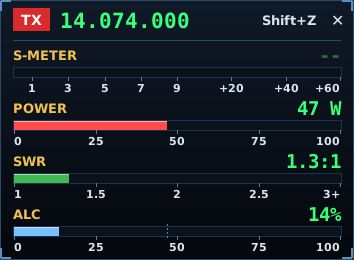 TX 14.074.000 Shift+Z ×
S-METER --
1 3 5 7 9 +20 +40 +60
POWER 47 W
0 25 50 75 100
SWR 1.3:1
1 1.5 2 2.5 3+
ALC 14%
0 25 50 75 100